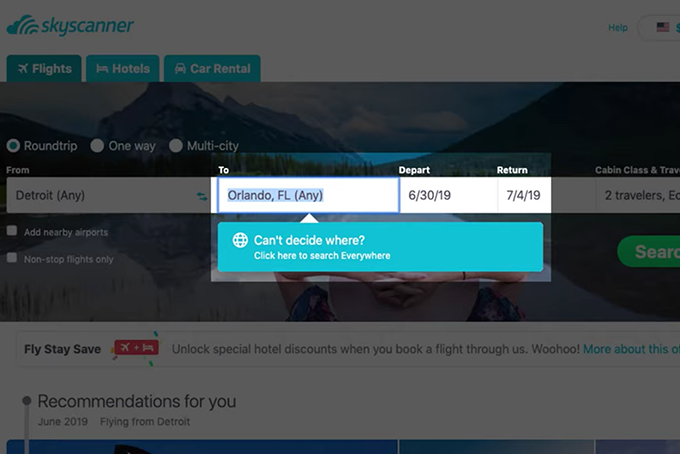 skyscanner
Help
Flights
Hotels
Car Rental
Roundtrip
One way
Multi-city
From
To
Depart
Return
Cabin Class & Trave
Detroit (Any)
Orlando, FL (Any)
6/30/19
7/4/19
2 travelers, Ec
Add nearby airports
Non-stop flights only
Can't decide where?
Click here to search Everywhere
Searc
Fly Stay Save
Unlock special hotel discounts when you book a flight through us. Woohoo! More about this of
Recommendations for you
June 2019 Flying from Detroit